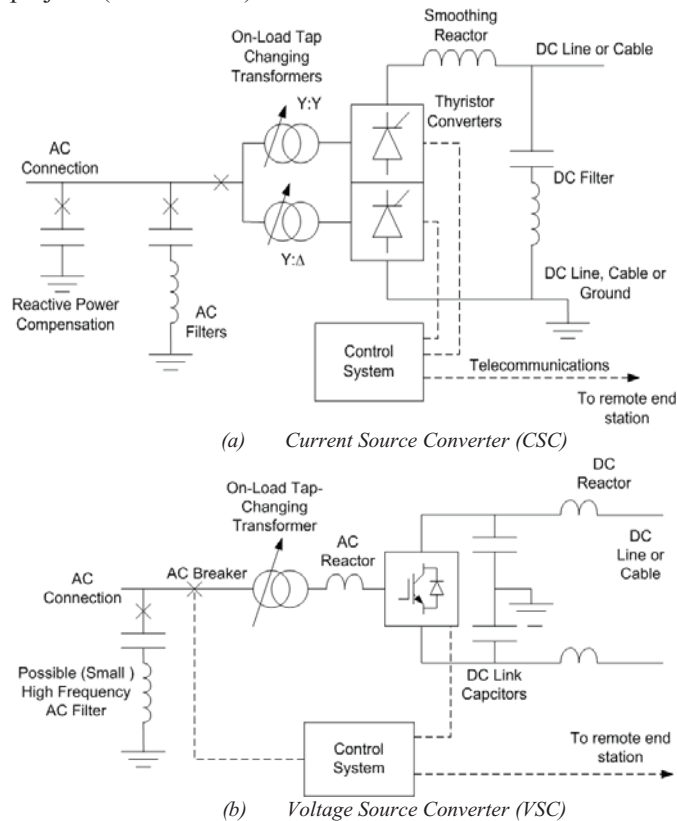 Smoothing
Reactor
DC Line or Cable
On-Load Tap
Changing
Transformers
Y:Y
Thyristor
Converters
AC
Connection
DC Filter
Y:Δ
DC Line, Cable or
Ground
Reactive Power
Compensation
AC
Filters
Control
System
Telecommunications
To remote end
station
(a) Current Source Converter (CSC)
DC
Reactor
On-Load Tap-
Changing
Transformer
AC
Reactor
DC
Line or
Cable
AC
Connection
AC Breaker
Possible (Small )
High Frequency
AC Filter
DC Link
Capcitors
Control
System
To remote end
station
(b) Voltage Source Converter (VSC)